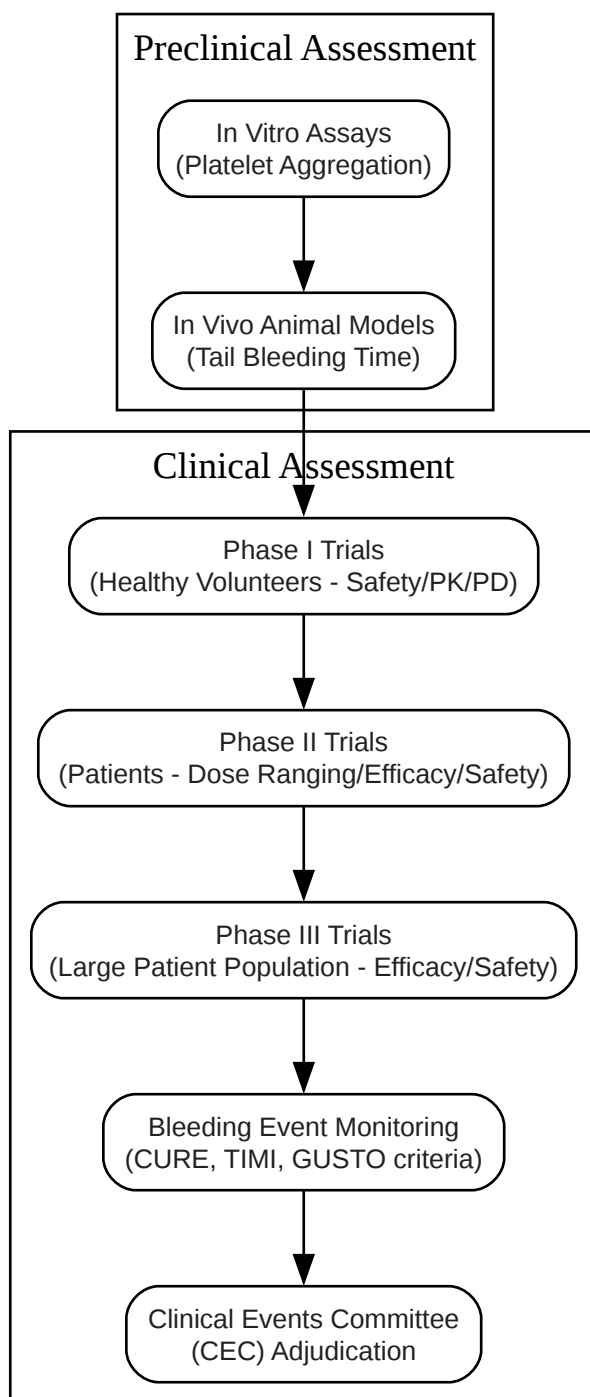 Preclinical Assessment
In Vitro Assays
(Platelet Aggregation)
In Vivo Animal Models
(Tail Bleeding Time)
Clinical Assessment
Phase I Trials
(Healthy Volunteers - Safety/PK/PD)
Phase II Trials
(Patients - Dose Ranging/Efficacy/Safety)
Phase III Trials
(Large Patient Population - Efficacy/Safety)
Bleeding Event Monitoring
(CURE, TIMI, GUSTO criteria)
Clinical Events Committee
(CEC) Adjudication